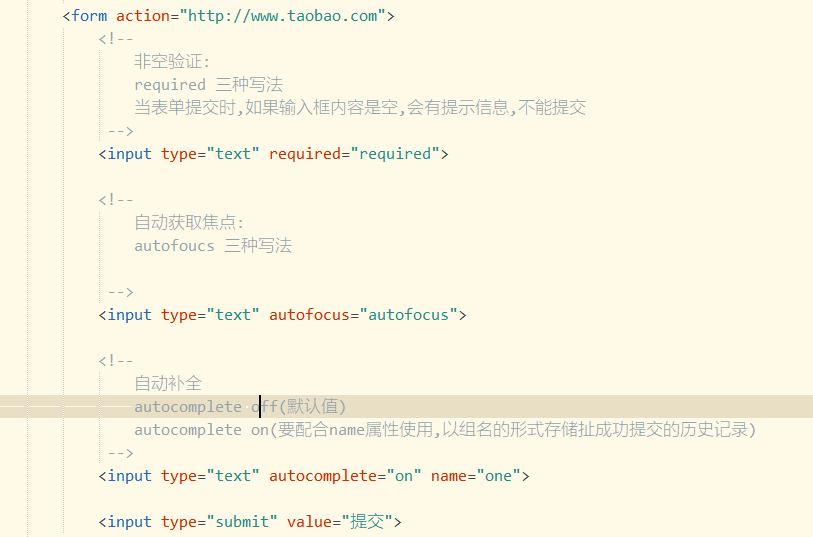 <form action="http://www.taobao.com">
<!--
非空验证:
required 三种写法
当表单提交时,如果输入框内容是空,会有提示信息,不能提交
-->
<input type="text" required="required">
<!--
自动获取焦点:
autofoucs 三种写法
-->
<input type="text" autofocus="autofocus">
<!--
自动补全
autocomplete off(默认值)
autocomplete on(要配合name属性使用,以组名的形式存储扯成功提交的历史记录)
-->
<input type="text" autocomplete="on" name="one">
<input type="submit" value="提交">